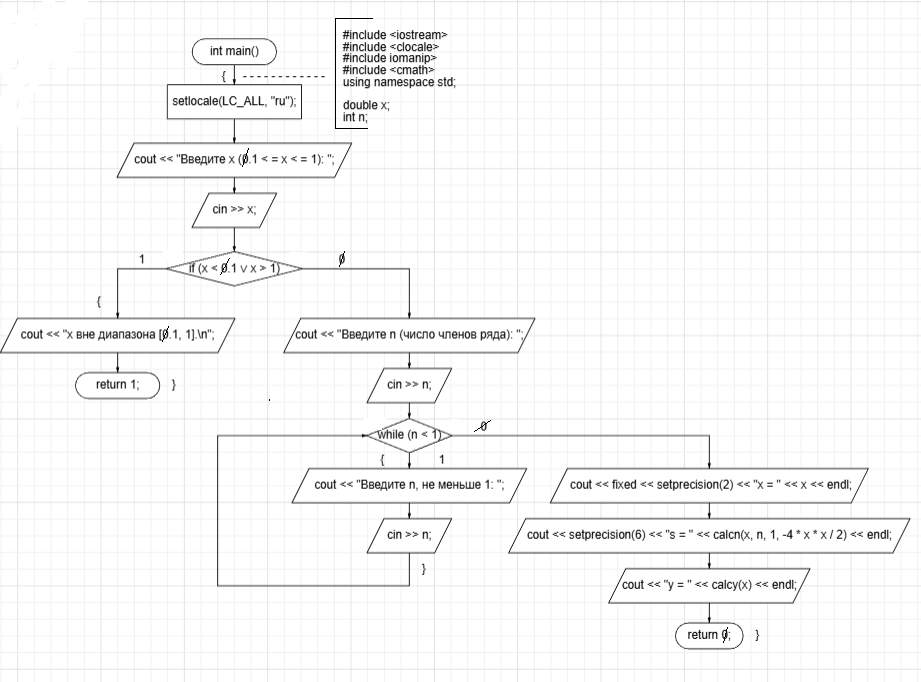 int main()
{
#include <iostream>
#include <clocale>
#include iomanip>
#include <cmath>
using namespace std;
double x;
int n;
setlocale(LC_ALL, "ru");
cout << "Введите x (0.1 < = x < = 1): ";
cin >> x;
if (x < 0.1 v x > 1)
1
0
{
cout << "x вне диапазона [0.1, 1].\n";
return 1;
}
cout << "Введите n (число членов ряда): ";
cin >> n;
while (n < 1)
0
{
1
cout << "Введите n, не меньше 1: ";
cin >> n;
}
cout << fixed << setprecision(2) << "x = " << x << endl;
cout << setprecision(6) << "s = " << calcn(x, n, 1, -4 * x * x / 2) << endl;
cout << "y = " << calcy(x) << endl;
return 0;
}